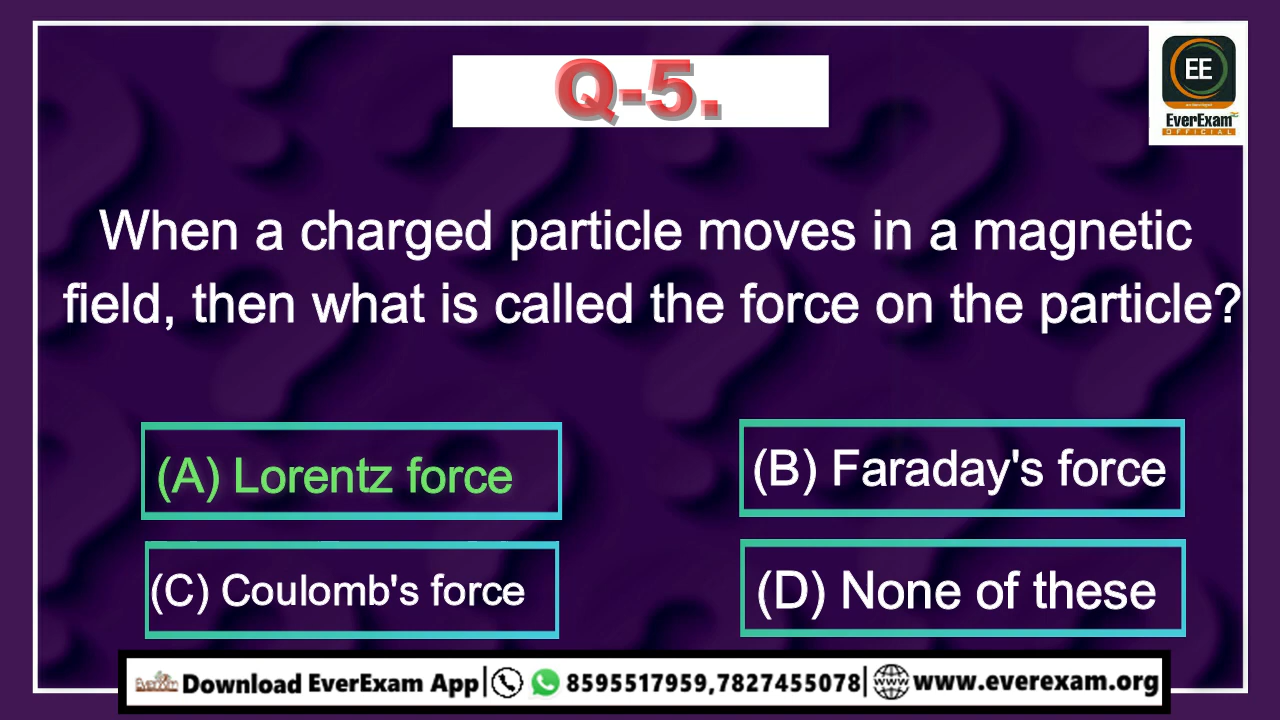 Q-5.
EE
EverExam
OFFICIAL
When a charged particle moves in a magnetic
field, then what is called the force on the particle?
(A) Lorentz force
(B) Faraday's force
(C) Coulomb's force
(D) None of these
Download EverExam App| 8595517959,7827455078| www.everexam.org